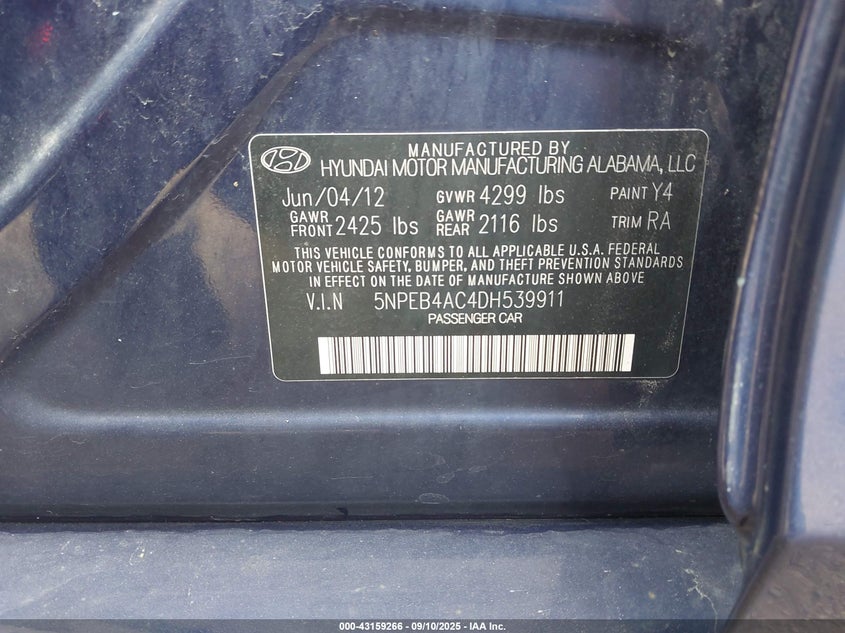 MANUFACTURED BY
HYUNDAI MOTOR MANUFACTURING ALABAMA, LLC
Jun/04/12 GVWR 4299 lbs PAINT Y4
GAWR FRONT 2425 lbs GAWR REAR 2116 lbs TRIM RA
THIS VEHICLE CONFORMS TO ALL APPLICABLE U.S.A. FEDERAL
MOTOR VEHICLE SAFETY, BUMPER, AND THEFT PREVENTION STANDARDS
IN EFFECT ON THE DATE OF MANUFACTURE SHOWN ABOVE
V.I.N 5NPEB4AC4DH539911
PASSENGER CAR
000-43159266 - 09/10/2025 - IAA Inc.